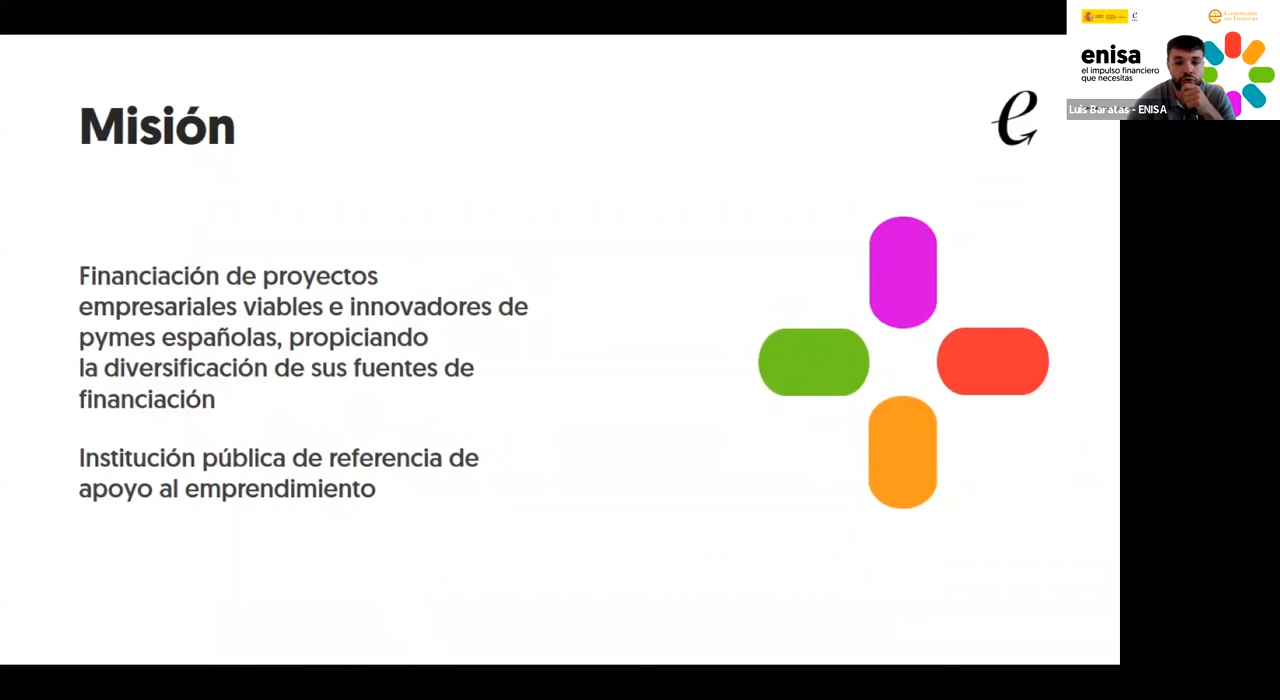 Misión
e
Financiación de proyectos
empresariales viables e innovadores de
pymes españolas, propiciando
la diversificación de sus fuentes de
financiación
Institución pública de referencia de
apoyo al emprendimiento
e
enisa
el impulso financiero
que necesitas
Luis Baratas - ENISA